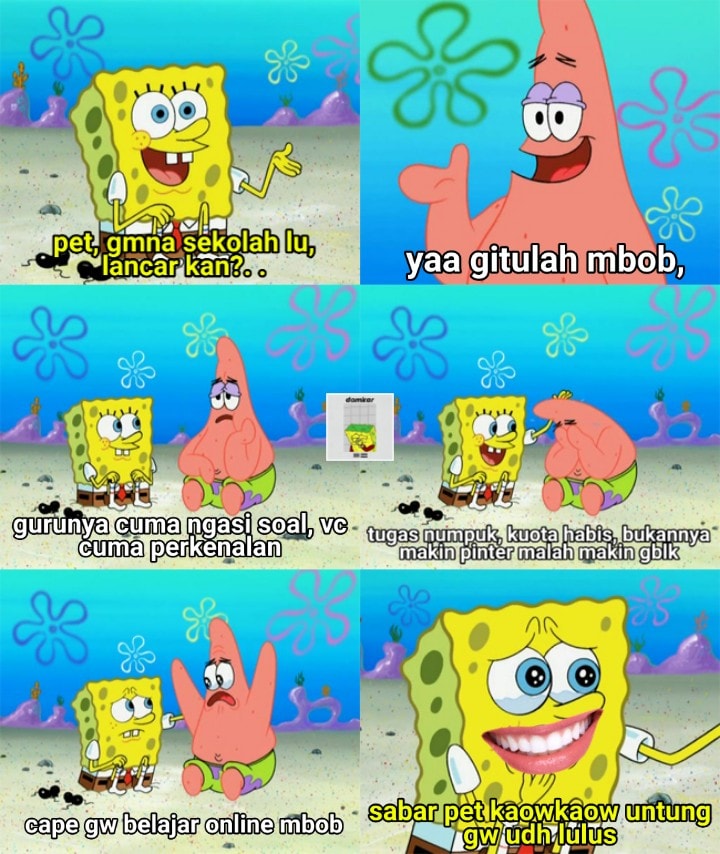 pet, gmna sekolah lu,
lancar kan?. .
yaa gitulah mbob,
damkar
gurunya cuma ngasi soal, vc
cuma perkenalan
tugas numpuk, kuota habis, bukannya
makin pinter malah makin gblk
cape gw belajar online mbob
sabar pet kaowkaow untung
gw udh lulus